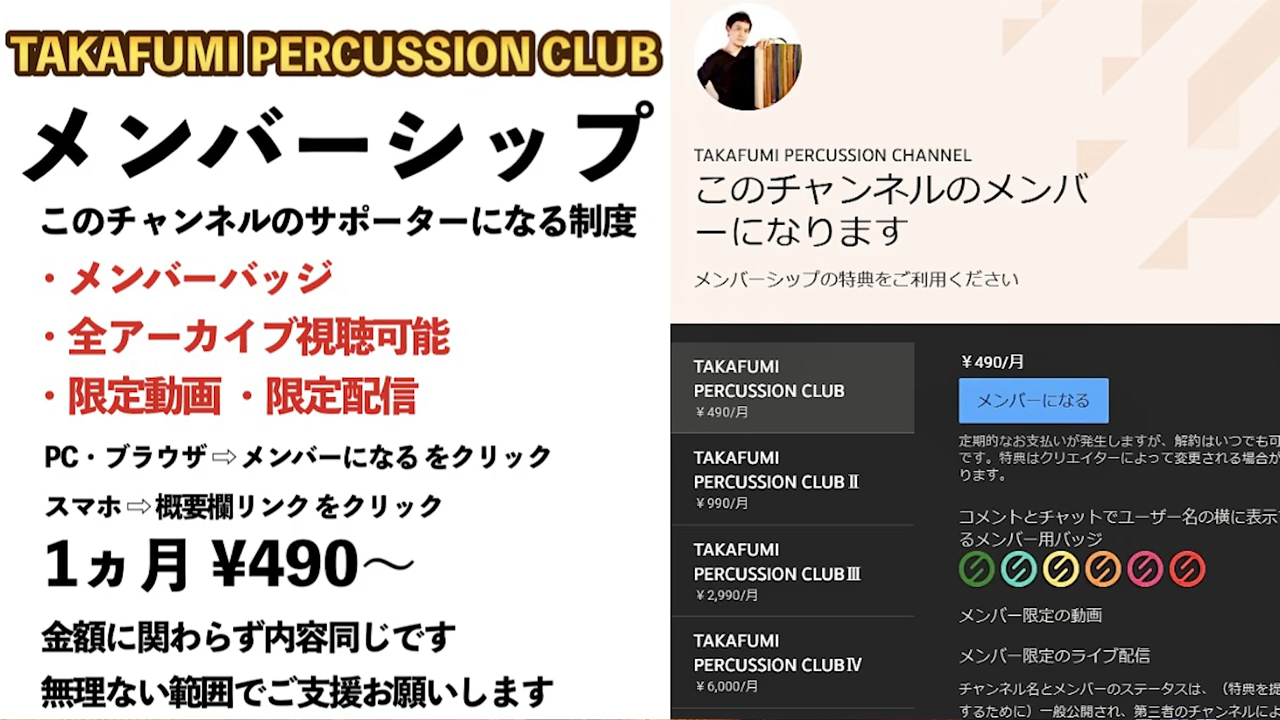 TAKAFUMI PERCUSSION CLUB
メンバーシップ
このチャンネルのサポーターになる制度
・メンバーバッジ
・全アーカイブ視聴可能
・限定動画 ・限定配信
PC・ブラウザ⇨メンバーになる をクリック
スマホ⇨概要欄リンク をクリック
1ヵ月 ¥490〜
金額に関わらず内容同じです
無理ない範囲でご支援お願いします
TAKAFUMI PERCUSSION CHANNEL
このチャンネルのメンバ
ーになります
メンバーシップの特典をご利用ください
TAKAFUMI
PERCUSSION CLUB
¥490/月
TAKAFUMI
PERCUSSION CLUBⅡ
¥990/月
TAKAFUMI
PERCUSSION CLUBⅢ
¥2,990/月
TAKAFUMI
PERCUSSION CLUBⅣ
¥6,000/月
¥490/月
メンバーになる
定期的なお支払いが発生しますが、解約はいつでも可
です。特典はクリエイターによって変更される場合が
ります。
コメントとチャットでユーザー名の横に表示
るメンバー用バッジ
メンバー限定の動画
メンバー限定のライブ配信
チャンネル名とメンバーのステータスは、（特典を提
するために）一般公開され、第三者のチャンネルによ